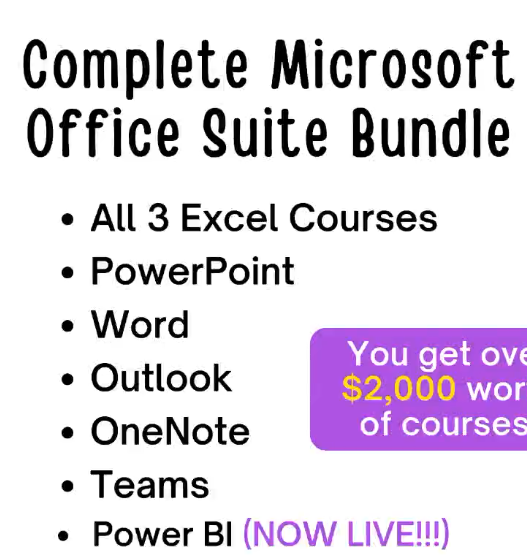 Complete Microsoft
Office Suite Bundle
• All 3 Excel Courses
• PowerPoint
• Word
• Outlook
• OneNote
• Teams
• Power BI (NOW LIVE!!!)
You get
$2,000
of courses